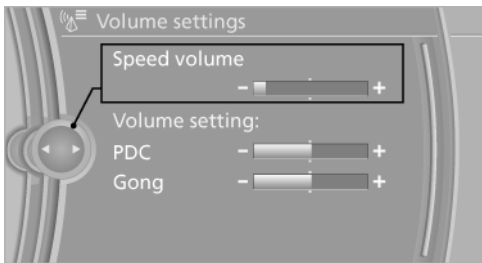 Volume settings
Speed volume
- +
Volume setting:
PDC - +
Gong - +